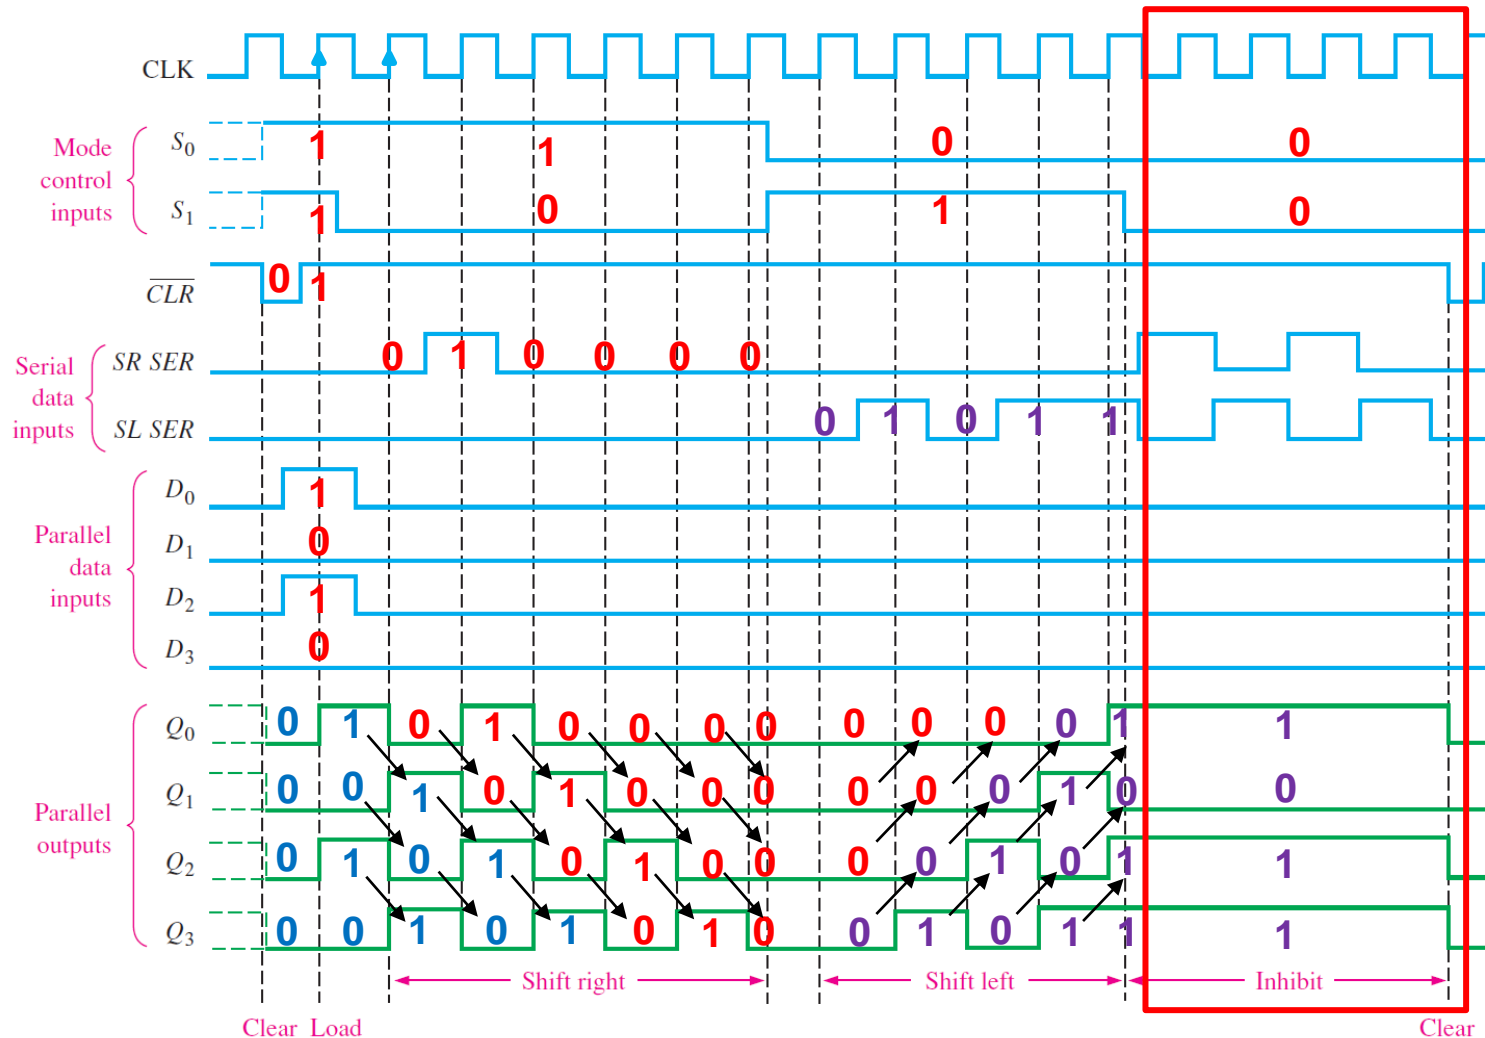 CLK
Mode
control
inputs
S0 1 1 0 0
S1 1 0 1 0
CLR 0 1
Serial
data
inputs
SR SER 0 1 0 0 0 0
SL SER 0 1 0 1 1
Parallel
data
inputs
D0 1
D1 0
D2 1
D3 0
Parallel
outputs
Q0 0 1 0 1 0 0 0 0 0 0 0 0 1 1
Q1 0 0 1 0 1 0 0 0 0 0 0 1 0 0
Q2 0 1 0 1 0 1 0 0 0 0 1 0 1 1
Q3 0 0 1 0 1 0 1 0 0 1 0 1 1 1
Shift right
Shift left
Inhibit
Clear Load
Clear